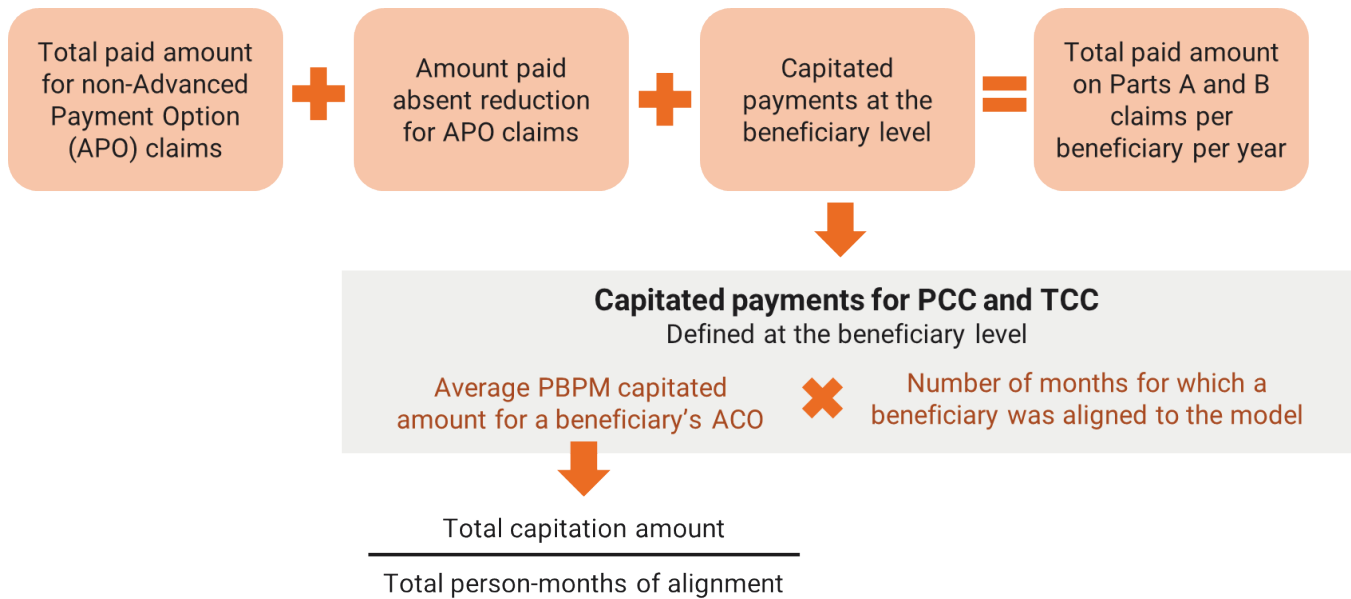 Total paid amount
for non-Advanced
Payment Option
(APO) claims
Amount paid
absent reduction
for APO claims
Capitated
payments at the
beneficiary level
Total paid amount
on Parts A and B
claims per
beneficiary per year
Capitated payments for PCC and TCC
Defined at the beneficiary level
Average PBPM capitated
amount for a beneficiary’s ACO
Number of months for which a
beneficiary was aligned to the model
Total capitation amount
Total person-months of alignment